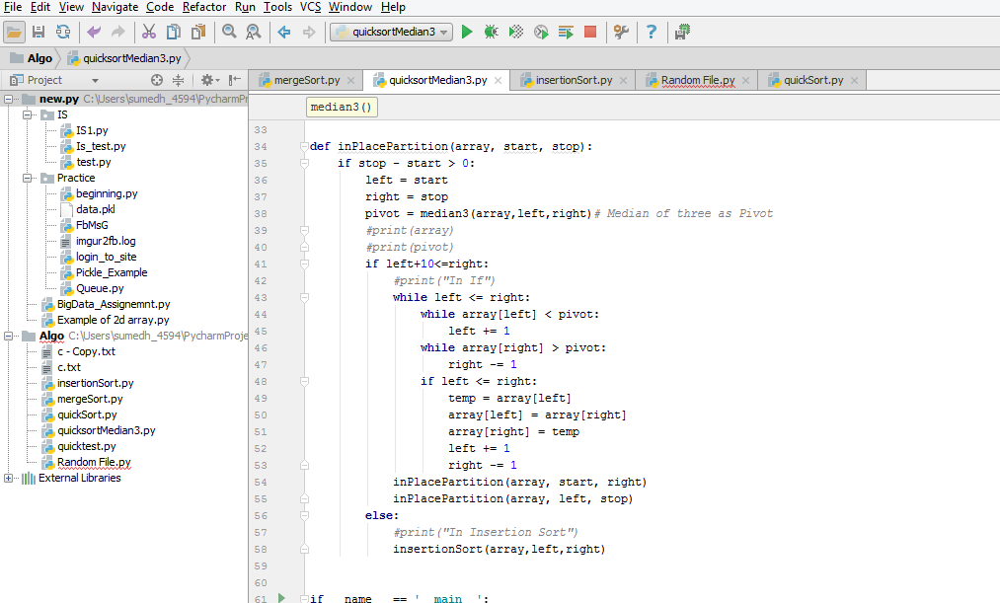 File Edit View Navigate Code Refactor Run Tools VCS Window Help
quicksortMedian3
Algo quicksortMedian3.py
Project
mergeSort.py quicksortMedian3.py insertionSort.py Random File.py quickSort.py
new.py C:\Users\sumedh_4594\PycharmPr
IS
IS1.py
Is_test.py
test.py
Practice
beginning.py
data.pkl
FbMsG
imgur2fb.log
login_to_site
Pickle_Example
Queue.py
BigData_Assignemnt.py
Example of 2d array.py
Algo C:\Users\sumedh_4594\PycharmProje
c - Copy.txt
c.txt
insertionSort.py
mergeSort.py
quickSort.py
quicksortMedian3.py
quicktest.py
Random File.py
External Libraries
median3()
33
34 def inPlacePartition(array, start, stop):
35 if stop - start > 0:
36 left = start
37 right = stop
38 pivot = median3(array,left,right)# Median of three as Pivot
39 #print(array)
40 #print(pivot)
41 if left+10<=right:
42 #print("In If")
43 while left <= right:
44 while array[left] < pivot:
45 left += 1
46 while array[right] > pivot:
47 right -= 1
48 if left <= right:
49 temp = array[left]
50 array[left] = array[right]
51 array[right] = temp
52 left += 1
53 right -= 1
54 inPlacePartition(array, start, right)
55 inPlacePartition(array, left, stop)
56 else:
57 #print("In Insertion Sort")
58 insertionSort(array,left,right)
59
60
61 if __name__ == '__main__':